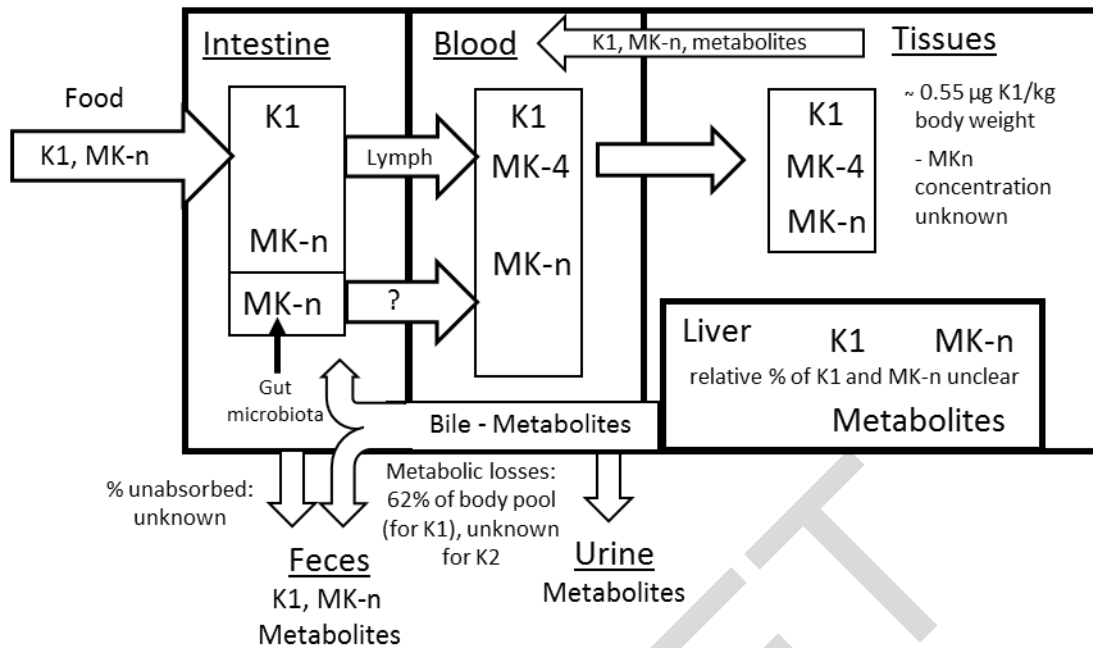 Intestine
Blood
K1, MK-n, metabolites
Tissues
Food
K1, MK-n
K1
MK-n
MK-n
Gut
microbiota
Lymph
?
K1
MK-4
MK-n
K1
MK-4
MK-n
~ 0.55 µg K1/kg
body weight
- MKn
concentration
unknown
Liver
K1 MK-n
relative % of K1 and MK-n unclear
Metabolites
Bile - Metabolites
% unabsorbed:
unknown
Metabolic losses:
62% of body pool
(for K1), unknown
for K2
Feces
K1, MK-n
Metabolites
Urine
Metabolites